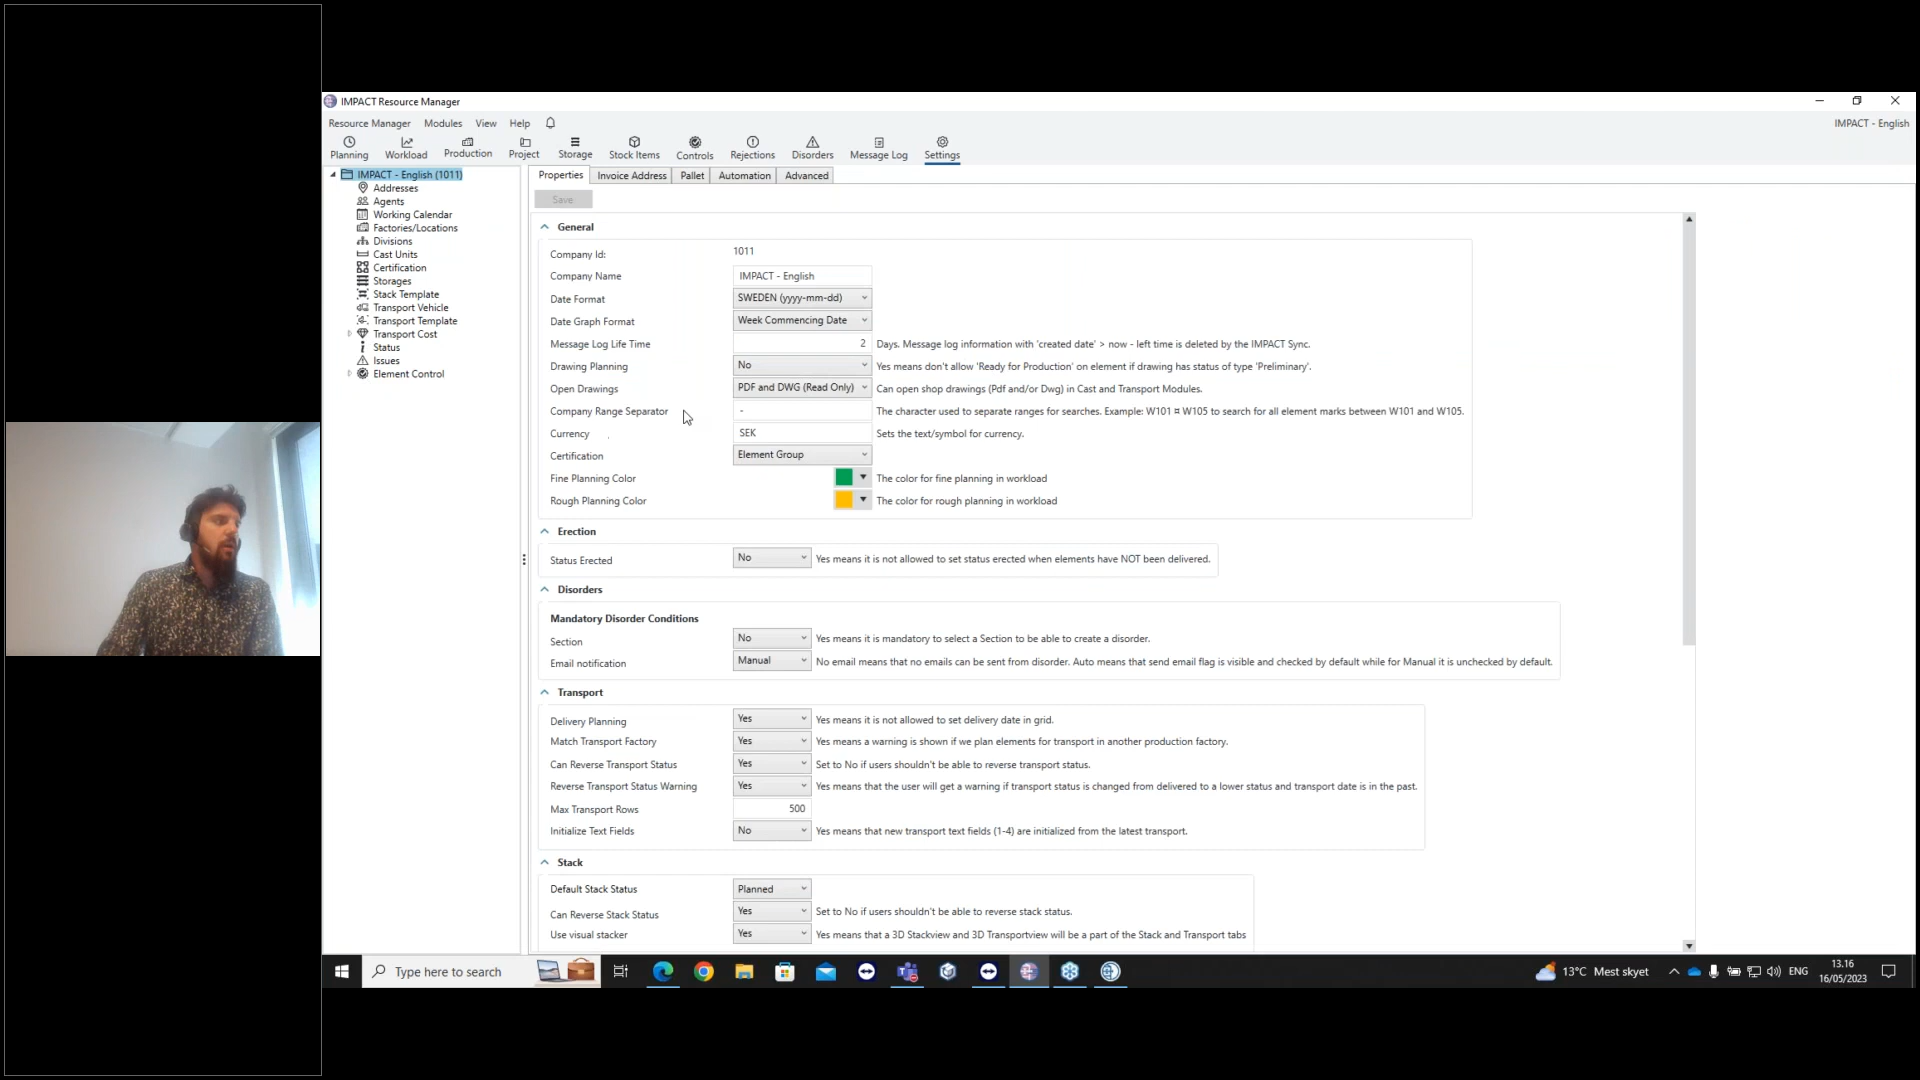 IMPACT Resource Manager
Resource Manager Modules View Help
IMPACT - English
Planning Workload Production Project Storage Stock Items Controls Rejections Disorders Message Log Settings
IMPACT - English (1011)
Addresses
Agents
Working Calendar
Factories/Locations
Divisions
Cast Units
Certification
Storages
Stack Template
Transport Vehicle
Transport Template
Transport Cost
Status
Issues
Element Control
Properties Invoice Address Pallet Automation Advanced
Save
General
Company Id: 1011
Company Name IMPACT - English
Date Format SWEDEN (yyyy-mm-dd)
Date Graph Format Week Commencing Date
Message Log Life Time 2 Days. Message log information with 'created date' > now - left time is deleted by the IMPACT Sync.
Drawing Planning No Yes means don't allow 'Ready for Production' on element if drawing has status of type 'Preliminary'.
Open Drawings PDF and DWG (Read Only) Can open shop drawings (Pdf and/or Dwg) in Cast and Transport Modules.
Company Range Separator - The character used to separate ranges for searches. Example: W101 ¤ W105 to search for all element marks between W101 and W105.
Currency SEK Sets the text/symbol for currency.
Certification Element Group
Fine Planning Color The color for fine planning in workload
Rough Planning Color The color for rough planning in workload
Erection
Status Erected No Yes means it is not allowed to set status erected when elements have NOT been delivered.
Disorders
Mandatory Disorder Conditions
Section No Yes means it is mandatory to select a Section to be able to create a disorder.
Email notification Manual No email means that no emails can be sent from disorder. Auto means that send email flag is visible and checked by default while for Manual it is unchecked by default.
Transport
Delivery Planning Yes Yes means it is not allowed to set delivery date in grid.
Match Transport Factory Yes Yes means a warning is shown if we plan elements for transport in another production factory.
Can Reverse Transport Status Yes Set to No if users shouldn't be able to reverse transport status.
Reverse Transport Status Warning Yes Yes means that the user will get a warning if transport status is changed from delivered to a lower status and transport date is in the past.
Max Transport Rows 500
Initialize Text Fields No Yes means that new transport text fields (1-4) are initialized from the latest transport.
Stack
Default Stack Status Planned
Can Reverse Stack Status Yes Set to No if users shouldn't be able to reverse stack status.
Use visual stacker Yes Yes means that a 3D Stackview and 3D Transportview will be a part of the Stack and Transport tabs
Type here to search
13°C Mest skyet
ENG
13.16
16/05/2023